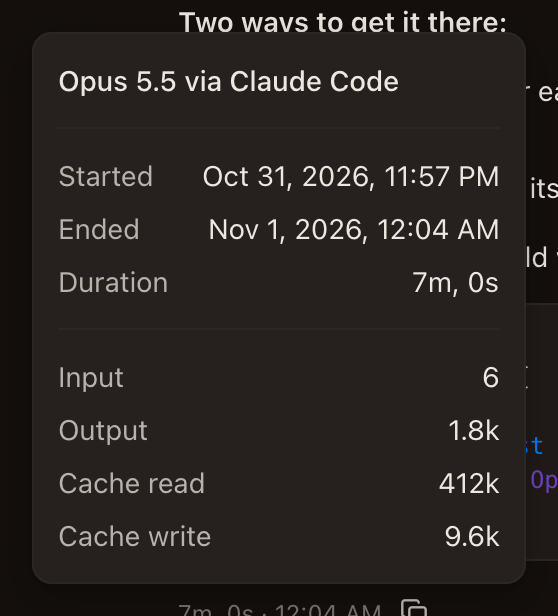 Two ways to get it there:
Opus 5.5 via Claude Code
Started Oct 31, 2026, 11:57 PM
Ended Nov 1, 2026, 12:04 AM
its
Duration 7m, 0s
Input 6
Output 1.8k
Cache read 412k
Op
Cache write 9.6k
7m, 0s · 12:04 AM